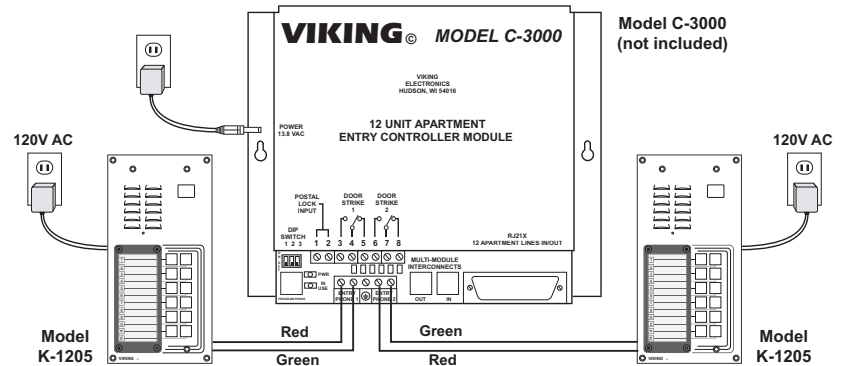 VIKING© MODEL C-3000
Model C-3000
(not included)
VIKING
ELECTRONICS
HUDSON, WI 54016
POWER
13.8 VAC
12 UNIT APARTMENT
ENTRY CONTROLLER MODULE
120V AC
120V AC
POSTAL
LOCK
INPUT
DOOR
STRIKE
1
DOOR
STRIKE
2
DIP
SWITCH
1 2 3
1 2 3 4 5 6 7 8
RJ21X
12 APARTMENT LINES IN/OUT
MULTI-MODULE
INTERCONNECTS
PWR
IN
USE
ENTRY
PHONE 1
ENTRY
PHONE 2
OUT
IN
Red
Green
Green
Red
Model
K-1205
VIKING
Model
K-1205
VIKING